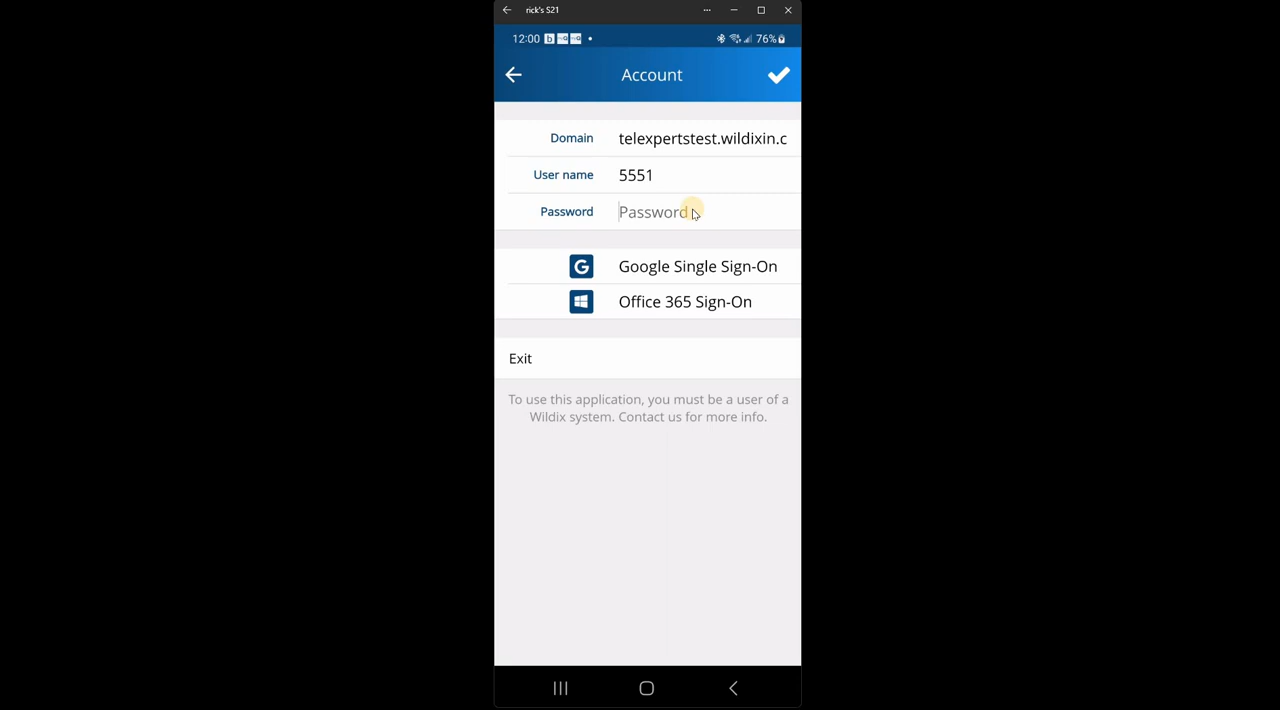 rick's S21
12:00 76%
Account
Domain telexpertstest.wildixin.c
User name 5551
Password Password
Google Single Sign-On
Office 365 Sign-On
Exit
To use this application, you must be a user of a
Wildix system. Contact us for more info.